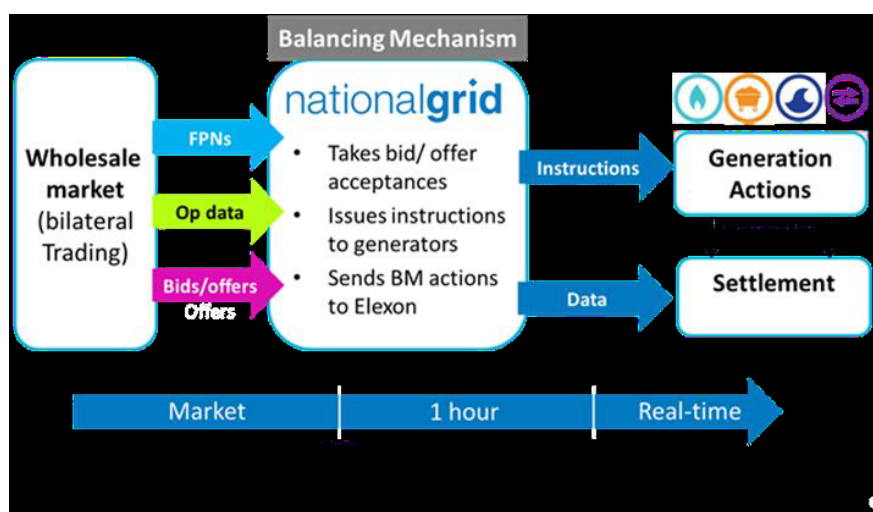 Balancing Mechanism
Wholesale
market
(bilateral
Trading)
FPNs
Op data
Bids/offers
Offers
nationalgrid
• Takes bid/ offer
acceptances
• Issues instructions
to generators
• Sends BM actions
to Elexon
Instructions
Data
Generation
Actions
Settlement
Market
1 hour
Real-time